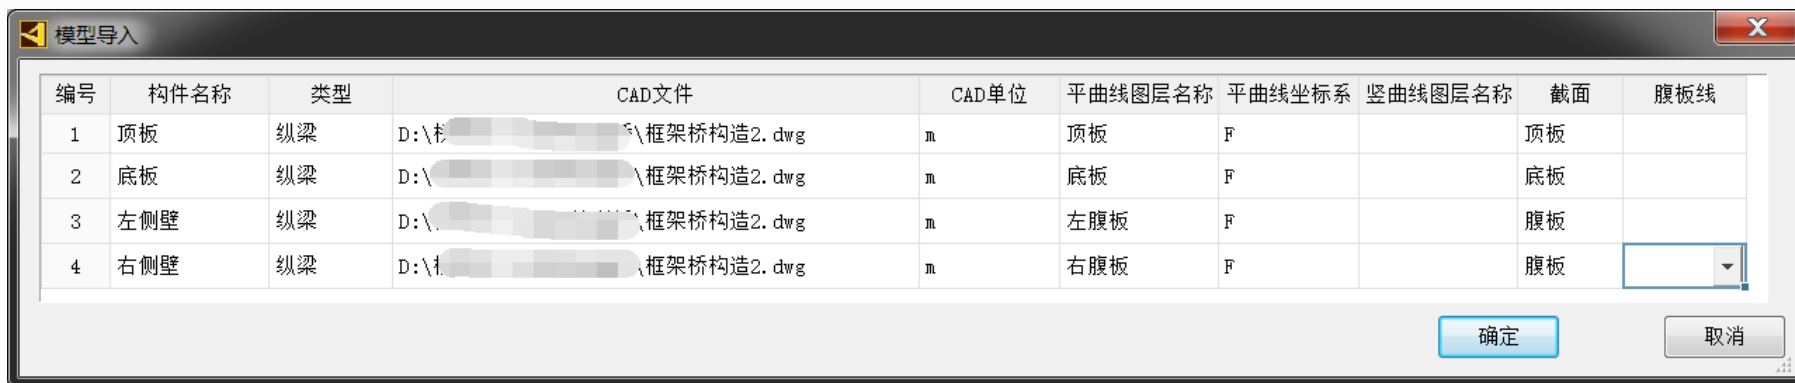 模型导入
编号 构件名称 类型 CAD文件 CAD单位 平曲线图层名称 平曲线坐标系 竖曲线图层名称 截面 腹板线
1 顶板 纵梁 D:\ \框架桥构造2.dwg m 顶板 F 顶板
2 底板 纵梁 D:\ \框架桥构造2.dwg m 底板 F 底板
3 左侧壁 纵梁 D:\ \框架桥构造2.dwg m 左腹板 F 腹板
4 右侧壁 纵梁 D:\ \框架桥构造2.dwg m 右腹板 F 腹板
确定 取消